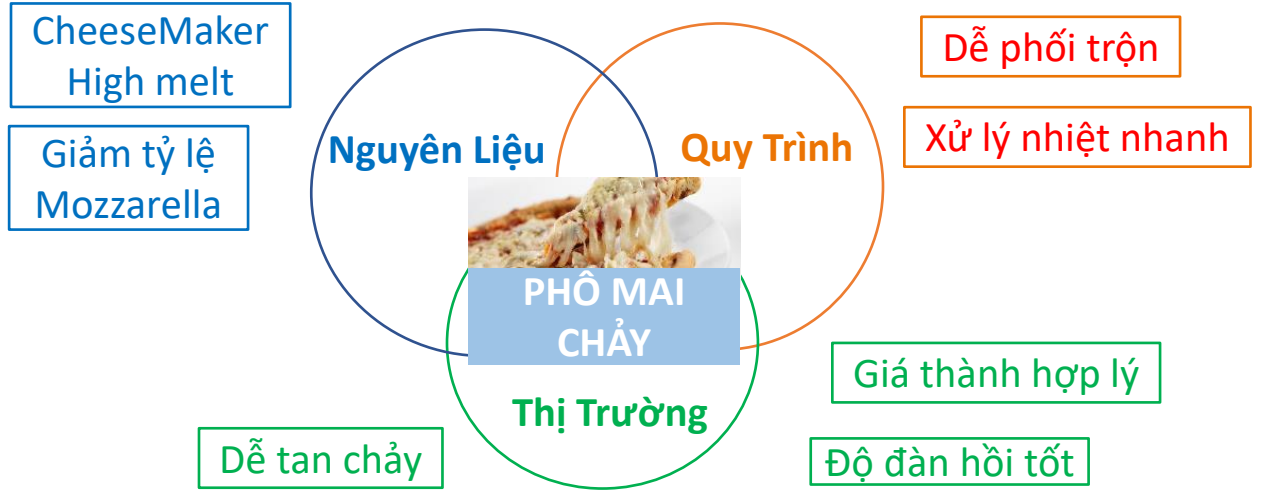 CheeseMaker
High melt
Giảm tỷ lệ
Mozzarella
Nguyên Liệu
Quy Trình
Dễ phối trộn
Xử lý nhiệt nhanh
PHÔ MAI
CHẢY
Thị Trường
Dễ tan chảy
Giá thành hợp lý
Độ đàn hồi tốt